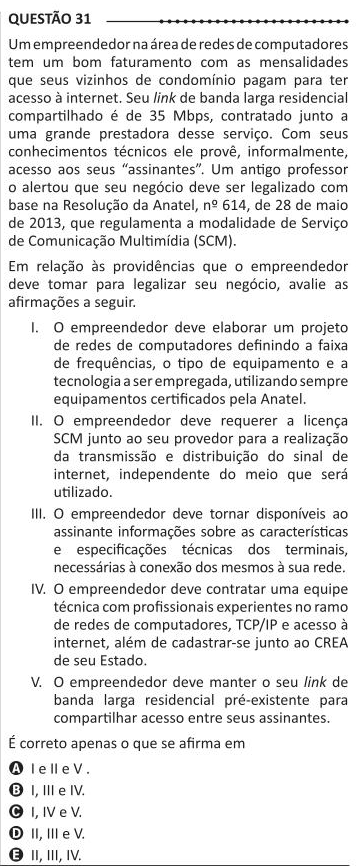 QUESTÃO 31
Um empreendedor na área de redes de computadores
tem um bom faturamento com as mensalidades
que seus vizinhos de condomínio pagam para ter
acesso à internet. Seu link de banda larga residencial
compartilhado é de 35 Mbps, contratado junto a
uma grande prestadora desse serviço. Com seus
conhecimentos técnicos ele provê, informalmente,
acesso aos seus “assinantes”. Um antigo professor
o alertou que seu negócio deve ser legalizado com
base na Resolução da Anatel, nº 614, de 28 de maio
de 2013, que regulamenta a modalidade de Serviço
de Comunicação Multimídia (SCM).
Em relação às providências que o empreendedor
deve tomar para legalizar seu negócio, avalie as
afirmações a seguir.
I. O empreendedor deve elaborar um projeto
de redes de computadores definindo a faixa
de frequências, o tipo de equipamento e a
tecnologia a ser empregada, utilizando sempre
equipamentos certificados pela Anatel.
II. O empreendedor deve requerer a licença
SCM junto ao seu provedor para a realização
da transmissão e distribuição do sinal de
internet, independente do meio que será
utilizado.
III. O empreendedor deve tornar disponíveis ao
assinante informações sobre as características
e especificações técnicas dos terminais,
necessárias à conexão dos mesmos à sua rede.
IV. O empreendedor deve contratar uma equipe
técnica com profissionais experientes no ramo
de redes de computadores, TCP/IP e acesso à
internet, além de cadastrar-se junto ao CREA
de seu Estado.
V. O empreendedor deve manter o seu link de
banda larga residencial pré-existente para
compartilhar acesso entre seus assinantes.
É correto apenas o que se afirma em
A I e II e V .
B I, III e IV.
C I, IV e V.
D II, III e V.
E II, III, IV.